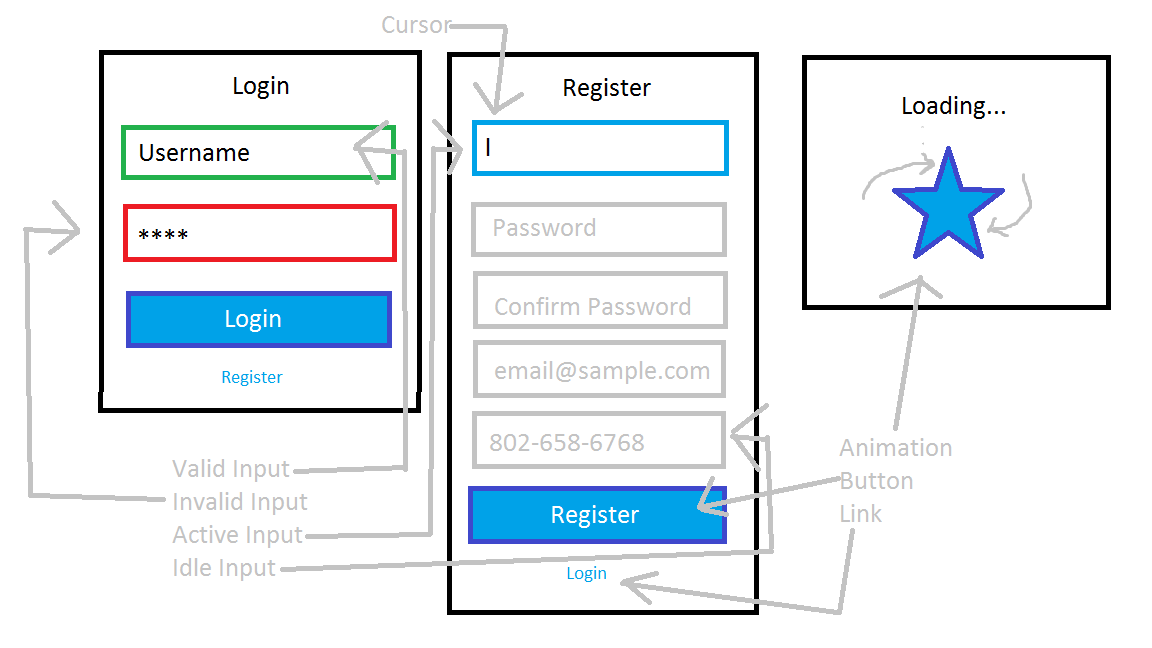 Cursor
Login
Username
****
Login
Register
Register
l
Password
Confirm Password
email@sample.com
802-658-6768
Register
Login
Loading...
Valid Input
Invalid Input
Active Input
Idle Input
Animation
Button
Link